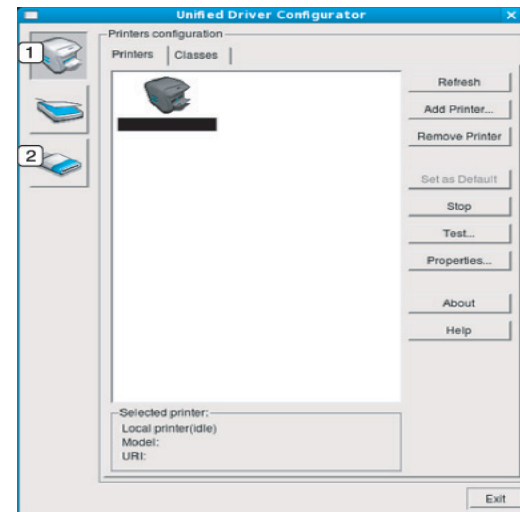 Unified Driver Configurator
1
2
Printers configuration
Printers
Classes
Refresh
Add Printer...
Remove Printer
Set as Default
Stop
Test...
Properties...
About
Help
Selected printer:
Local printer(idle)
Model:
URI:
Exit